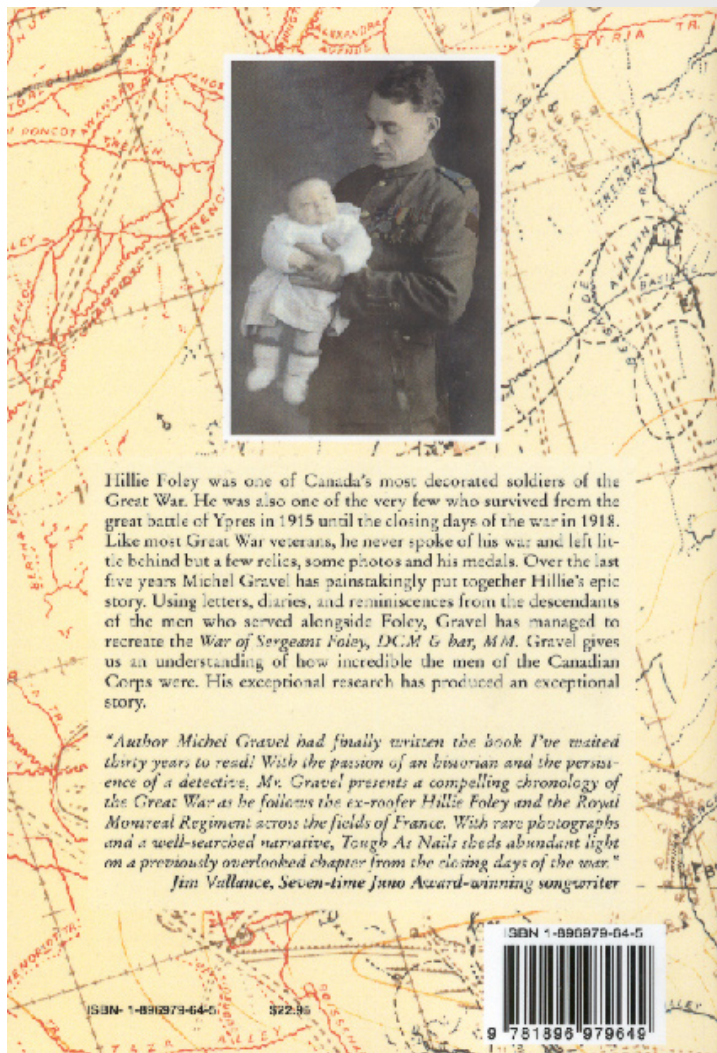 ALEXANDRA
AVENUE
TRENCH
SYRIA TR.
TRENCH
AVENTIN
Hillie Foley was one of Canada's most decorated soldiers of the
Great War. He was also one of the very few who survived from the
great battle of Ypres in 1915 until the closing days of the war in 1918.
Like most Great War veterans, he never spoke of his war and left lit-
tle behind but a few relics, some photos and his medals. Over the last
five years Michel Gravel has painstakingly put together Hillie's epic
story. Using letters, diaries, and reminiscences from the descendants
of the men who served alongside Foley, Gravel has managed to
recreate the War of Sergeant Foley, DCM & bar, MM. Gravel gives
us an understanding of how incredible the men of the Canadian
Corps were. His exceptional research has produced an exceptional
story.
"Author Michel Gravel had finally written the book I've waited
thirty years to read! With the passion of an historian and the persist-
ence of a detective, Mr. Gravel presents a compelling chronology of
the Great War as he follows the ex-roofer Hillie Foley and the Royal
Montreal Regiment across the fields of France. With rare photographs
and a well-searched narrative, Tough As Nails sheds abundant light
on a previously overlooked chapter from the closing days of the war."
Jim Vallance, Seven-time Juno Award-winning songwriter
ISBN 1-896979-64-5
ISBN- 1-896979-64-5 $22.95
9 781896 979649
ALLEY